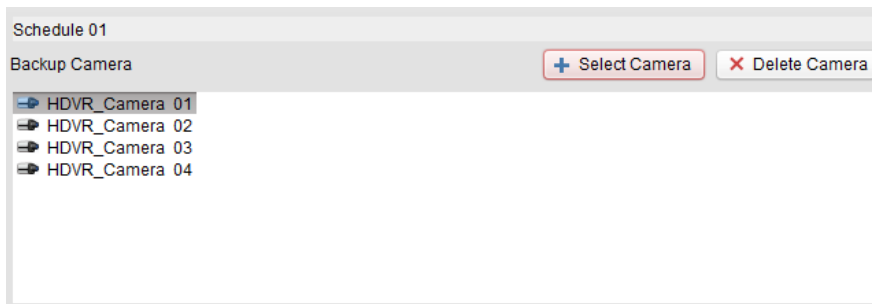 Schedule 01
Backup Camera
Select Camera
Delete Camera
HDVR_Camera 01
HDVR_Camera 02
HDVR_Camera 03
HDVR_Camera 04